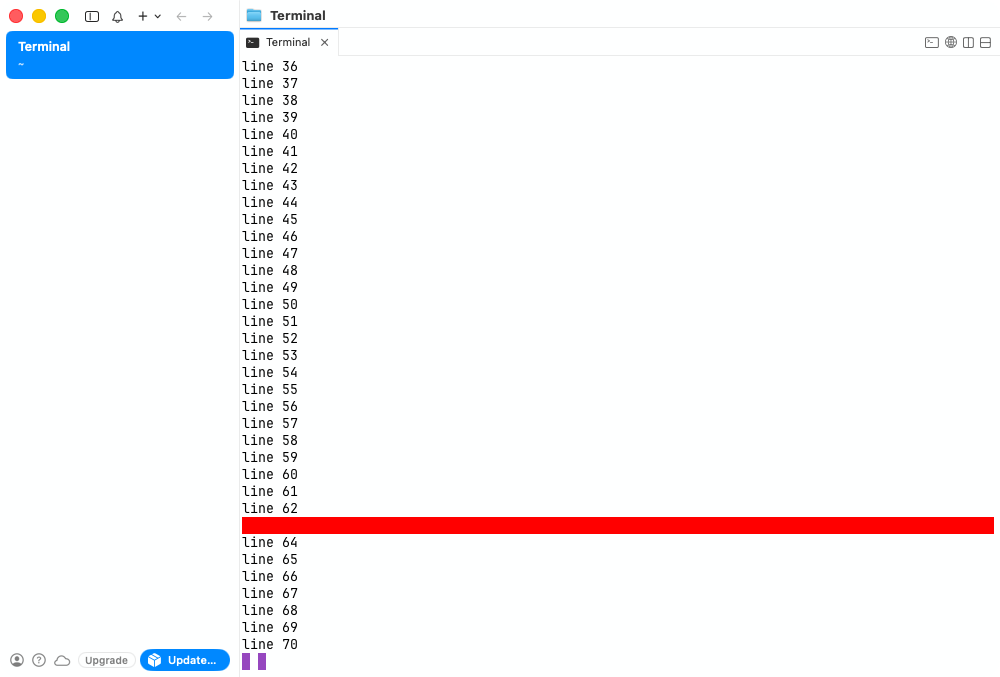 Terminal
Terminal
~
Terminal
line 36
line 37
line 38
line 39
line 40
line 41
line 42
line 43
line 44
line 45
line 46
line 47
line 48
line 49
line 50
line 51
line 52
line 53
line 54
line 55
line 56
line 57
line 58
line 59
line 60
line 61
line 62
line 64
line 65
line 66
line 67
line 68
line 69
line 70
Upgrade
Update...